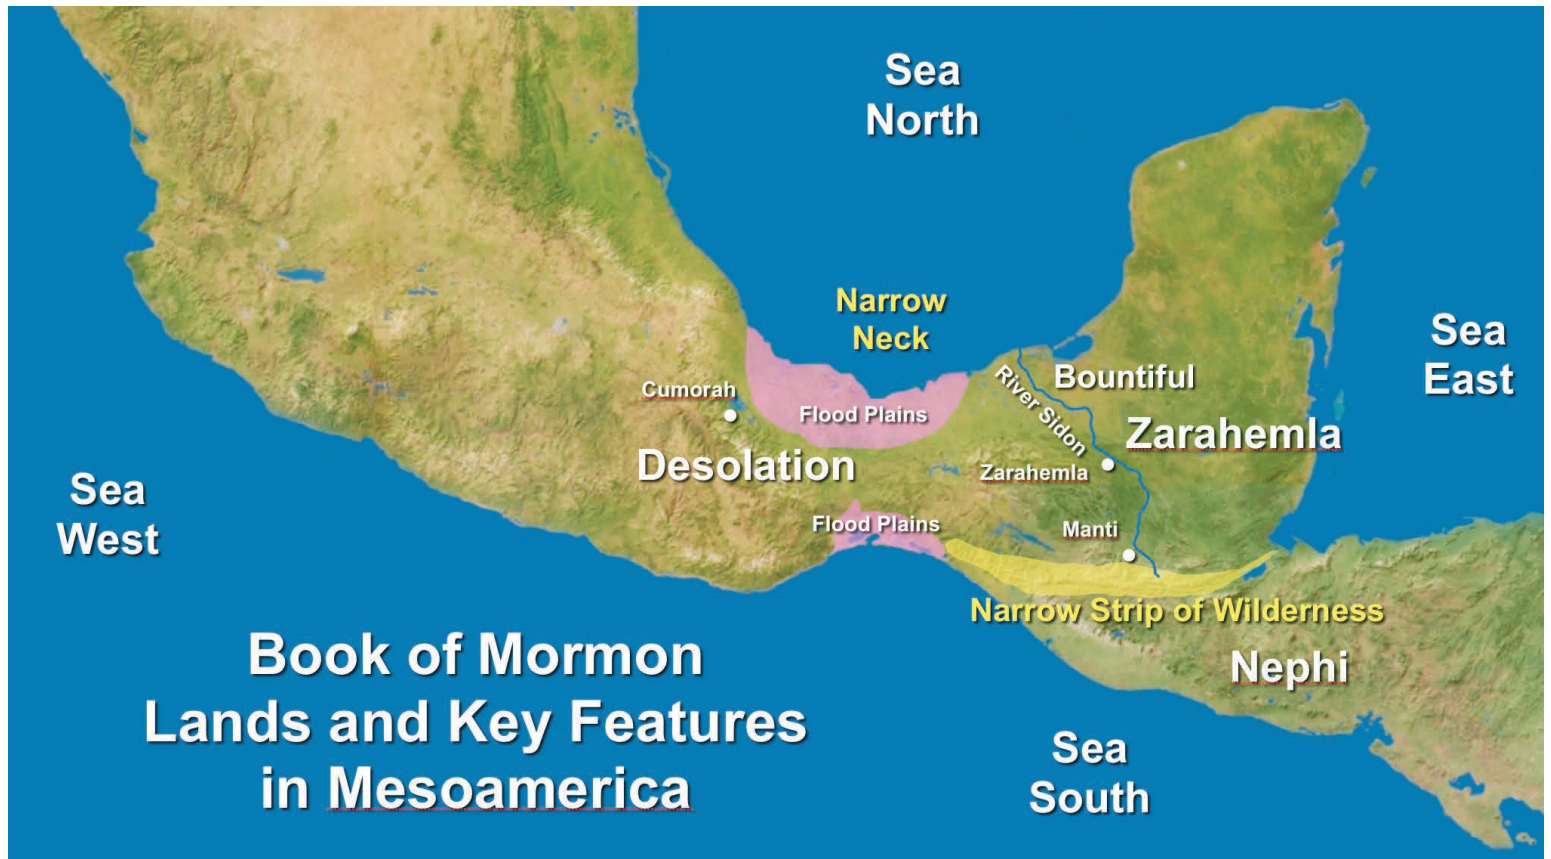 Sea
North
Narrow
Neck
Sea
East
Cumorah
Bountiful
River Sidon
Flood Plains
Zarahemla
Desolation
Zarahemla
Sea
West
Flood Plains
Manti
Narrow Strip of Wilderness
Nephi
Book of Mormon
Lands and Key Features
in Mesoamerica
Sea
South